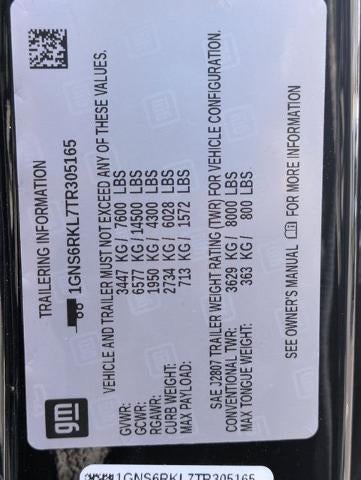 gm
TRAILERING INFORMATION
1GNS6RKL7TR305165
VEHICLE AND TRAILER MUST NOT EXCEED ANY OF THESE VALUES.
GVWR: 3447 KG / 7600 LBS
GCWR: 6577 KG / 14500 LBS
RGAWR: 1950 KG / 4300 LBS
CURB WEIGHT: 2734 KG / 6028 LBS
MAX PAYLOAD: 713 KG / 1572 LBS
SAE J2807 TRAILER WEIGHT RATING (TWR) FOR VEHICLE CONFIGURATION.
CONVENTIONAL TWR: 3629 KG / 8000 LBS
MAX TONGUE WEIGHT: 363 KG / 800 LBS
SEE OWNER'S MANUAL FOR MORE INFORMATION
1GNS6RKL7TR305165